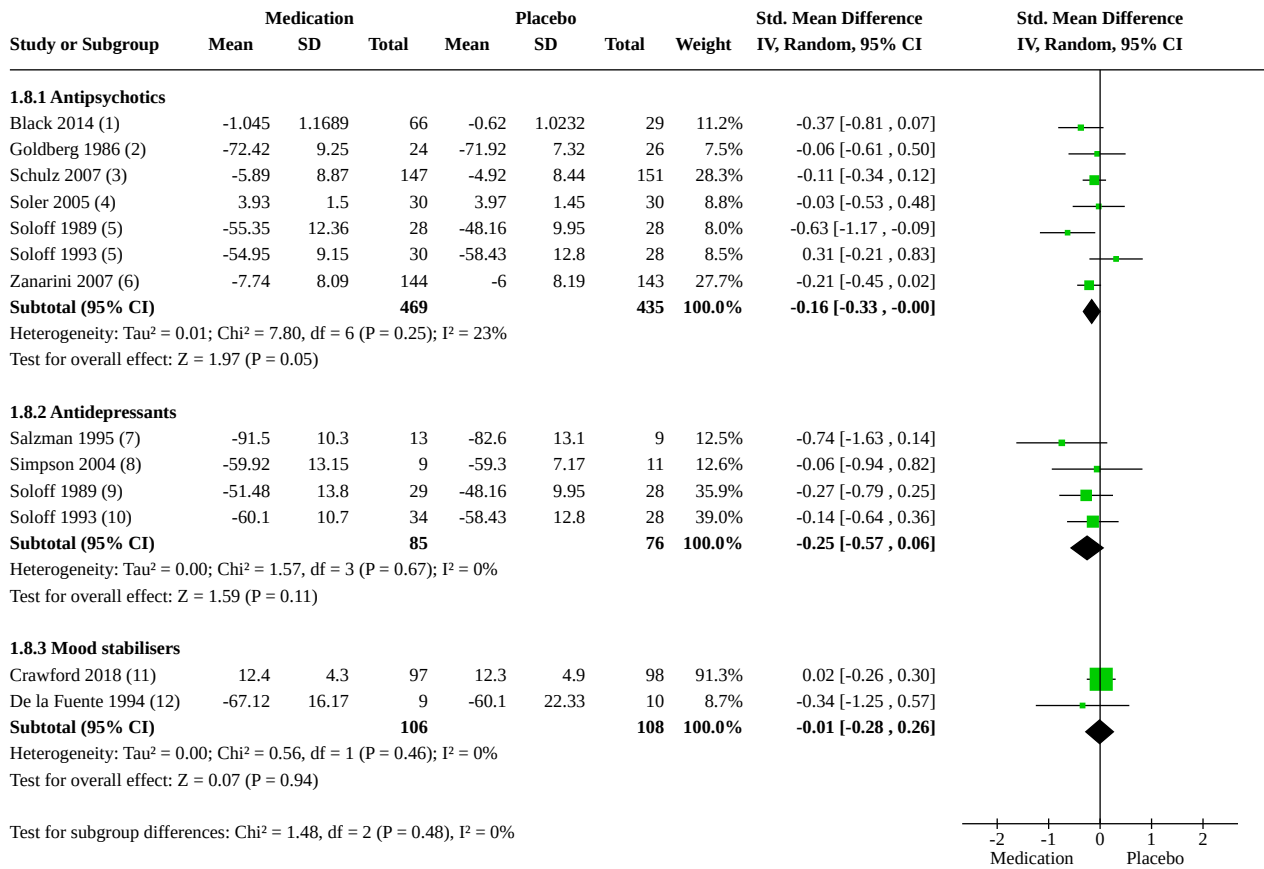 Medication Placebo Std. Mean Difference Std. Mean Difference
Study or Subgroup Mean SD Total Mean SD Total Weight IV, Random, 95% CI IV, Random, 95% CI
1.8.1 Antipsychotics
Black 2014 (1) -1.045 1.1689 66 -0.62 1.0232 29 11.2% -0.37 [-0.81 , 0.07]
Goldberg 1986 (2) -72.42 9.25 24 -71.92 7.32 26 7.5% -0.06 [-0.61 , 0.50]
Schulz 2007 (3) -5.89 8.87 147 -4.92 8.44 151 28.3% -0.11 [-0.34 , 0.12]
Soler 2005 (4) 3.93 1.5 30 3.97 1.45 30 8.8% -0.03 [-0.53 , 0.48]
Soloff 1989 (5) -55.35 12.36 28 -48.16 9.95 28 8.0% -0.63 [-1.17 , -0.09]
Soloff 1993 (5) -54.95 9.15 30 -58.43 12.8 28 8.5% 0.31 [-0.21 , 0.83]
Zanarini 2007 (6) -7.74 8.09 144 -6 8.19 143 27.7% -0.21 [-0.45 , 0.02]
Subtotal (95% CI) 469 435 100.0% -0.16 [-0.33 , -0.00]
Heterogeneity: Tau² = 0.01; Chi² = 7.80, df = 6 (P = 0.25); I² = 23%
Test for overall effect: Z = 1.97 (P = 0.05)
1.8.2 Antidepressants
Salzman 1995 (7) -91.5 10.3 13 -82.6 13.1 9 12.5% -0.74 [-1.63 , 0.14]
Simpson 2004 (8) -59.92 13.15 9 -59.3 7.17 11 12.6% -0.06 [-0.94 , 0.82]
Soloff 1989 (9) -51.48 13.8 29 -48.16 9.95 28 35.9% -0.27 [-0.79 , 0.25]
Soloff 1993 (10) -60.1 10.7 34 -58.43 12.8 28 39.0% -0.14 [-0.64 , 0.36]
Subtotal (95% CI) 85 76 100.0% -0.25 [-0.57 , 0.06]
Heterogeneity: Tau² = 0.00; Chi² = 1.57, df = 3 (P = 0.67); I² = 0%
Test for overall effect: Z = 1.59 (P = 0.11)
1.8.3 Mood stabilisers
Crawford 2018 (11) 12.4 4.3 97 12.3 4.9 98 91.3% 0.02 [-0.26 , 0.30]
De la Fuente 1994 (12) -67.12 16.17 9 -60.1 22.33 10 8.7% -0.34 [-1.25 , 0.57]
Subtotal (95% CI) 106 108 100.0% -0.01 [-0.28 , 0.26]
Heterogeneity: Tau² = 0.00; Chi² = 0.56, df = 1 (P = 0.46); I² = 0%
Test for overall effect: Z = 0.07 (P = 0.94)
Test for subgroup differences: Chi² = 1.48, df = 2 (P = 0.48), I² = 0%
-2 -1 0 1 2
Medication Placebo